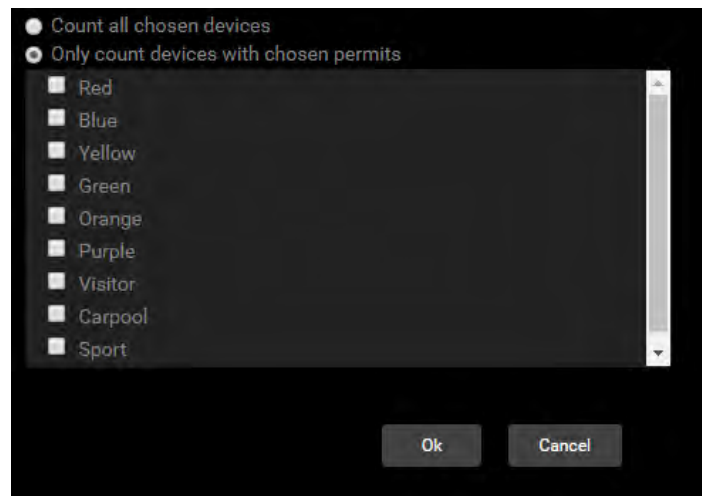 Count all chosen devices
Only count devices with chosen permits
Red
Blue
Yellow
Green
Orange
Purple
Visitor
Carpool
Sport
Ok Cancel